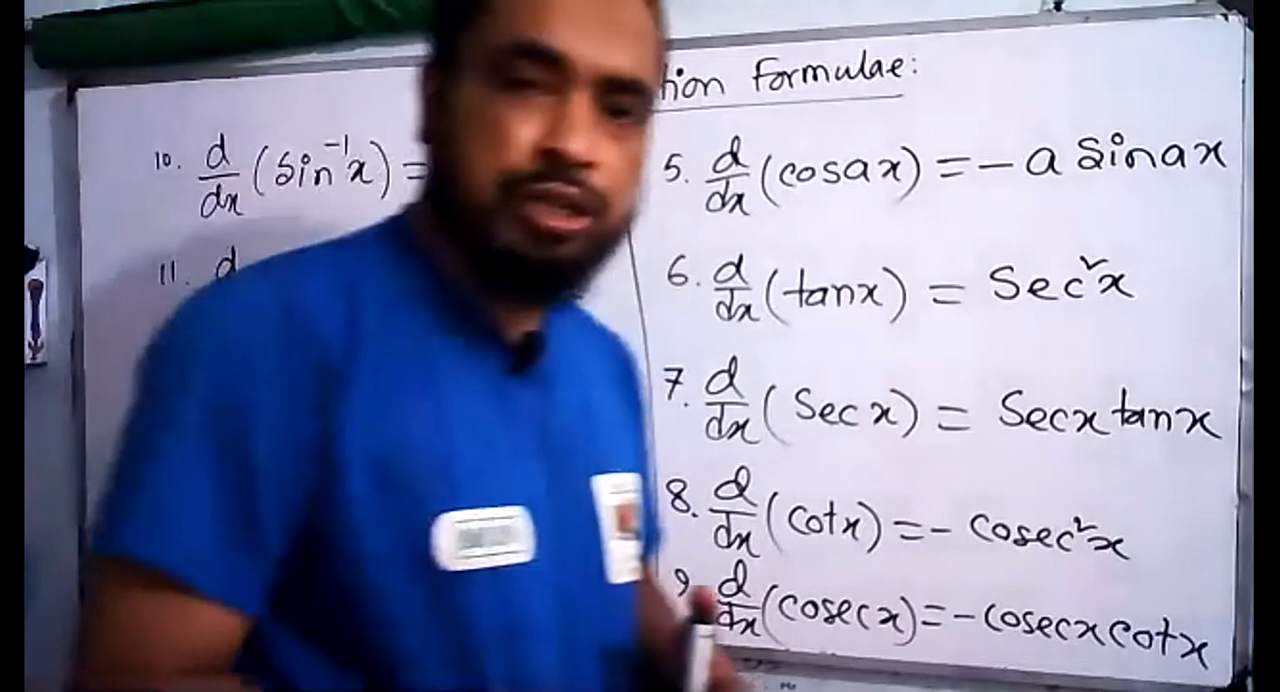 tion Formulae:
10. d/dx (sin⁻¹x) =
11. d
5. d/dx (cosax) = - a sinax
6. d/dx (tanx) = Sec²x
7. d/dx (Secx) = Secx tanx
8. d/dx (cotx) = - cosec²x
9. d/dx (cosecx) = - cosecx cotx